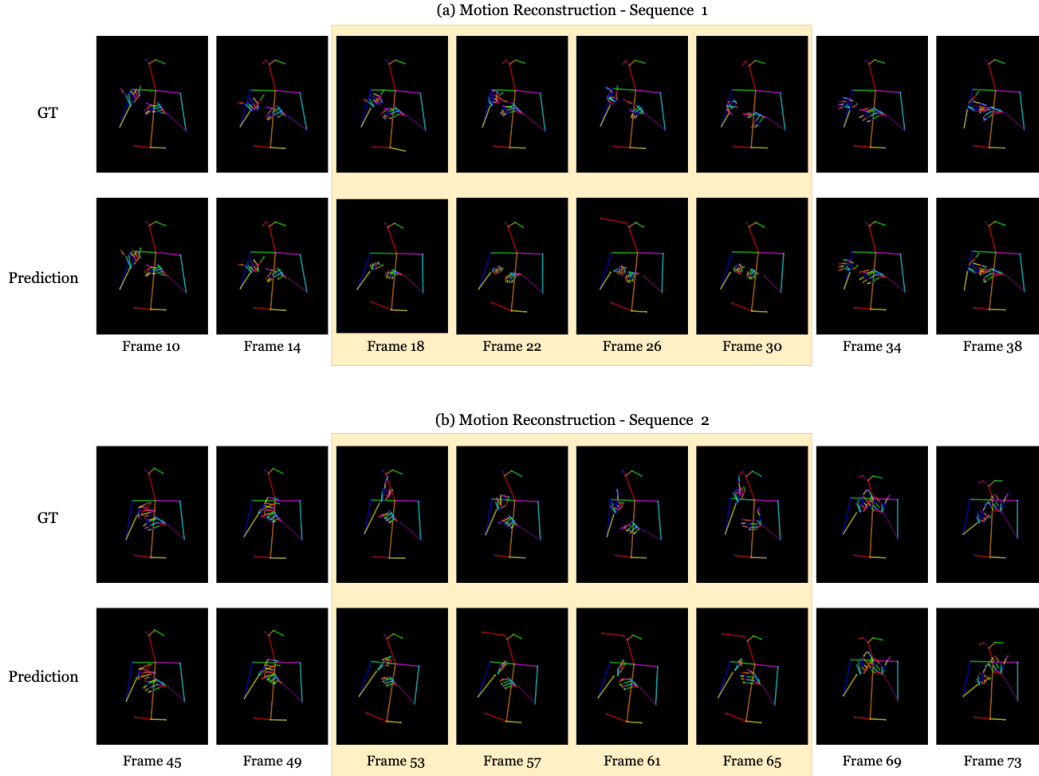 (a) Motion Reconstruction - Sequence 1
GT
Prediction
Frame 10 Frame 14 Frame 18 Frame 22 Frame 26 Frame 30 Frame 34 Frame 38
(b) Motion Reconstruction - Sequence 2
GT
Prediction
Frame 45 Frame 49 Frame 53 Frame 57 Frame 61 Frame 65 Frame 69 Frame 73